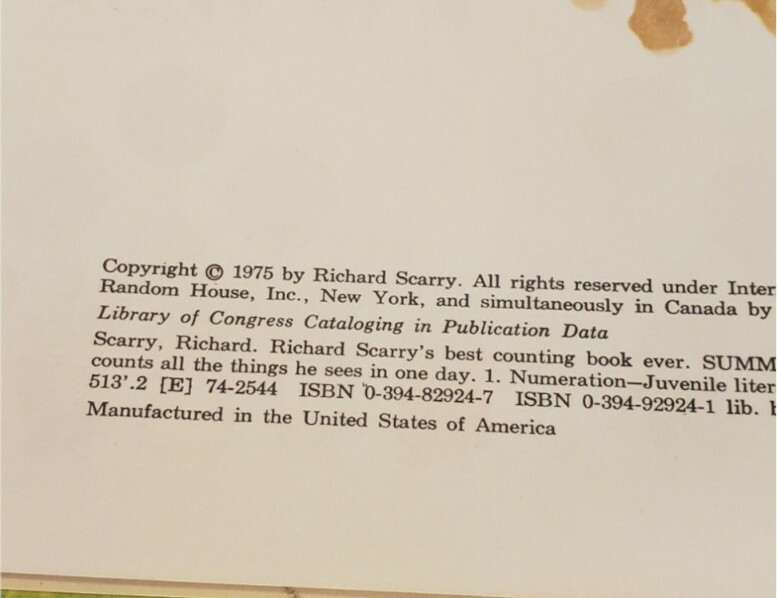 Copyright © 1975 by Richard Scarry. All rights reserved under Inter
Random House, Inc., New York, and simultaneously in Canada by
Library of Congress Cataloging in Publication Data
Scarry, Richard. Richard Scarry's best counting book ever. SUMM
counts all the things he sees in one day. 1. Numeration—Juvenile liter
513'.2 [E] 74-2544 ISBN 0-394-82924-7 ISBN 0-394-92924-1 lib.
Manufactured in the United States of America